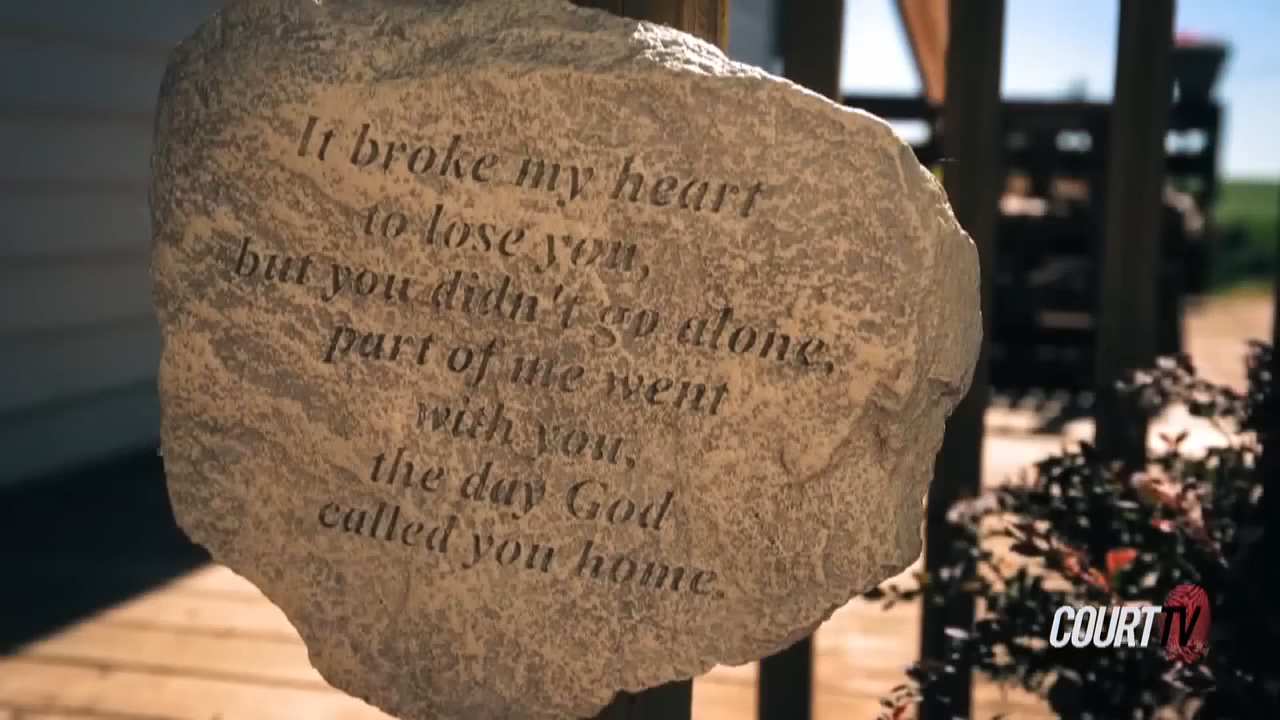 It broke my heart
to lose you,
but you didn't go alone,
part of me went
with you,
the day God
called you home.
COURT TV